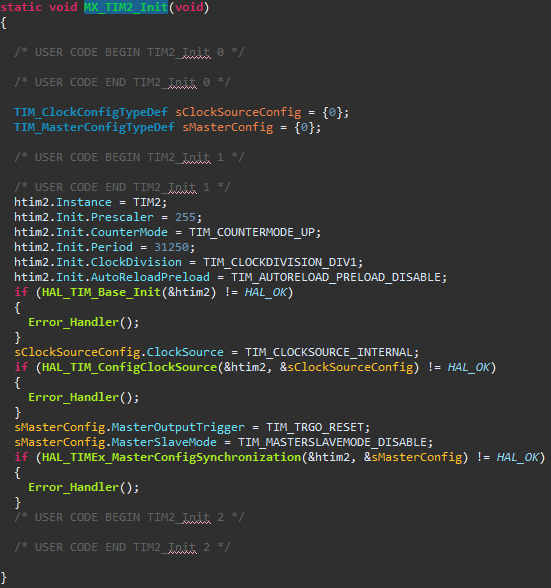 static void MX_TIM2_Init(void)
{
/* USER CODE BEGIN TIM2_Init 0 */
/* USER CODE END TIM2_Init 0 */
TIM_ClockConfigTypeDef sClockSourceConfig = {0};
TIM_MasterConfigTypeDef sMasterConfig = {0};
/* USER CODE BEGIN TIM2_Init 1 */
/* USER CODE END TIM2_Init 1 */
htim2.Instance = TIM2;
htim2.Init.Prescaler = 255;
htim2.Init.CounterMode = TIM_COUNTERMODE_UP;
htim2.Init.Period = 31250;
htim2.Init.ClockDivision = TIM_CLOCKDIVISION_DIV1;
htim2.Init.AutoReloadPreload = TIM_AUTORELOAD_PRELOAD_DISABLE;
if (HAL_TIM_Base_Init(&htim2) != HAL_OK)
{
Error_Handler();
}
sClockSourceConfig.ClockSource = TIM_CLOCKSOURCE_INTERNAL;
if (HAL_TIM_ConfigClockSource(&htim2, &sClockSourceConfig) != HAL_OK)
{
Error_Handler();
}
sMasterConfig.MasterOutputTrigger = TIM_TRGO_RESET;
sMasterConfig.MasterSlaveMode = TIM_MASTERSLAVEMODE_DISABLE;
if (HAL_TIMEx_MasterConfigSynchronization(&htim2, &sMasterConfig) != HAL_OK)
{
Error_Handler();
}
/* USER CODE BEGIN TIM2_Init 2 */
/* USER CODE END TIM2_Init 2 */
}